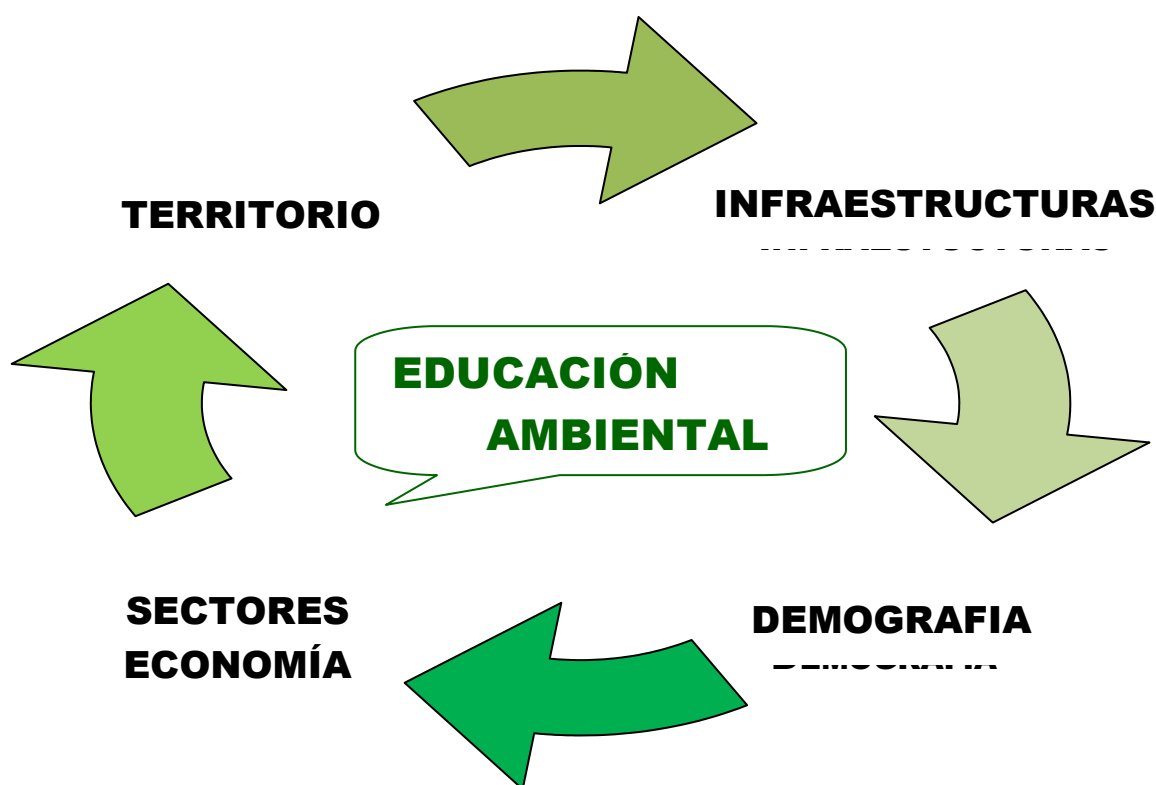 TERRITORIO
INFRAESTRUCTURAS
EDUCACIÓN
AMBIENTAL
SECTORES
ECONOMÍA
DEMOGRAFIA